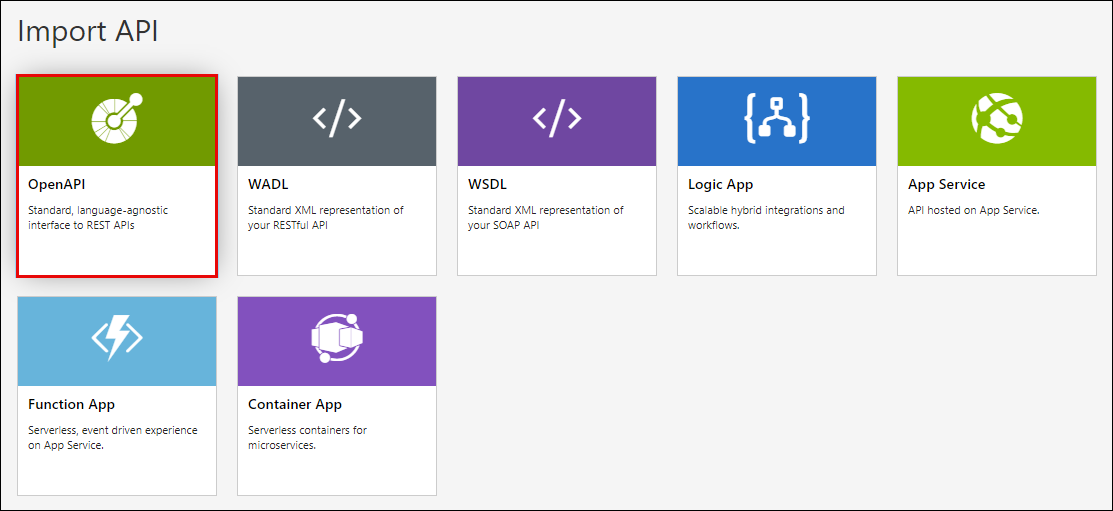 Import API
OpenAPI
Standard, language-agnostic
interface to REST APIs
WADL
Standard XML representation of
your RESTful API
WSDL
Standard XML representation of
your SOAP API
Logic App
Scalable hybrid integrations and
workflows.
App Service
API hosted on App Service.
Function App
Serverless, event driven experience
on App Service.
Container App
Serverless containers for
microservices.